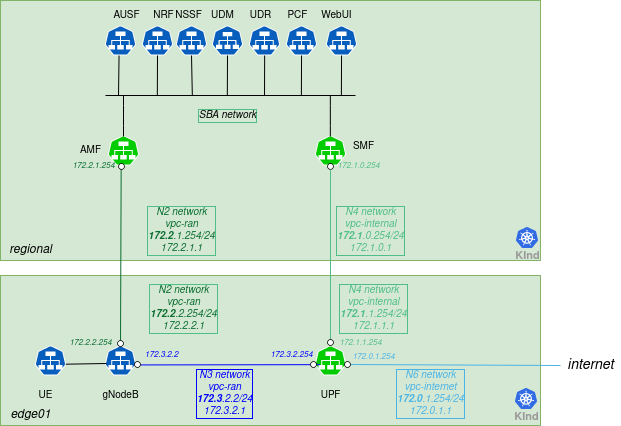 AUSF NRF NSSF UDM UDR PCF WebUI
SBA network
AMF
SMF
172.2.1.254
172.1.0.254
N2 network
vpc-ran
172.2.1.254/24
172.2.1.1
N4 network
vpc-internal
172.1.0.254/24
172.1.0.1
regional
KInd
N2 network
vpc-ran
172.2.2.254/24
172.2.2.1
N4 network
vpc-internal
172.1.1.254/24
172.1.1.1
172.2.2.254
172.3.2.2
172.3.2.254
172.1.1.254
172.0.1.254
internet
UE
gNodeB
N3 network
vpc-ran
172.3.2.2/24
172.3.2.1
UPF
N6 network
vpc-internet
172.0.1.254/24
172.0.1.1
edge01
KInd